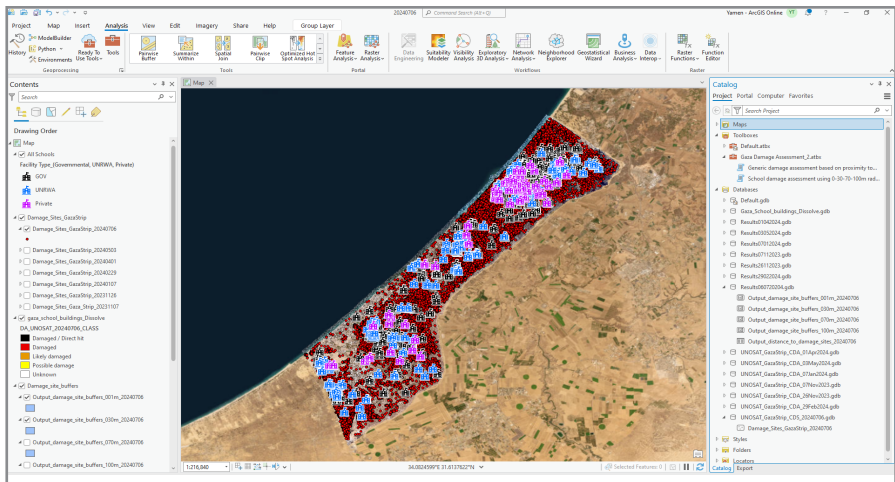 20240706
Command Search (Alt+Q)
Yamen - ArcGIS Online
YT
Project Map Insert Analysis View Edit Imagery Share Help Group Layer
History
ModelBuilder
Python
Environments
Ready To Use Tools
Tools
Geoprocessing
Pairwise Buffer
Summarize Within
Spatial Join
Pairwise Clip
Optimized Hot Spot Analysis
Tools
Feature Analysis
Raster Analysis
Portal
Data Engineering
Suitability Modeler
Visibility Analysis
Exploratory 3D Analysis
Network Analysis
Neighborhood Explorer
Geostatistical Wizard
Business Analysis
Data Interop
Workflows
Raster Functions
Function Editor
Raster
Contents
Search
Drawing Order
Map
All Schools
Facility Type_(Governmental, UNRWA, Private)
GOV
UNRWA
Private
Damage_Sites_GazaStrip
Damage_Sites_GazaStrip_20240706
Damage_Sites_GazaStrip_20240503
Damage_Sites_GazaStrip_20240401
Damage_Sites_GazaStrip_20240229
Damage_Sites_GazaStrip_20240107
Damage_Sites_GazaStrip_20231126
Damage_Sites_Gaza_Strip_20231107
gaza_school_buildings_Dissolve
DA_UNOSAT_20240706_CLASS
Damaged / Direct hit
Damaged
Likely damaged
Possible damage
Unknown
Damage_site_buffers
Output_damage_site_buffers_001m_20240706
Output_damage_site_buffers_030m_20240706
Output_damage_site_buffers_070m_20240706
Output_damage_site_buffers_100m_20240706
Map
1:216,840
34.0824599°E 31.6137622°N
Selected Features: 0
Catalog
Project Portal Computer Favorites
Search Project
Maps
Toolboxes
Default.atbx
Gaza Damage Assessment_2.atbx
Generic damage assessment based on proximity to...
School damage assessment using 0-30-70-100m rad...
Databases
Default.gdb
Gaza_School_buildings_Dissolve.gdb
Results01042024.gdb
Results03052024.gdb
Results07012024.gdb
Results07112023.gdb
Results26112023.gdb
Results29022024.gdb
Results060720204.gdb
Output_damage_site_buffers_001m_20240706
Output_damage_site_buffers_030m_20240706
Output_damage_site_buffers_070m_20240706
Output_damage_site_buffers_100m_20240706
Output_distance_to_damage_sites_20240706
UNOSAT_GazaStrip_CDA_01Apr2024.gdb
UNOSAT_GazaStrip_CDA_03May2024.gdb
UNOSAT_GazaStrip_CDA_07Jan2024.gdb
UNOSAT_GazaStrip_CDA_07Nov2023.gdb
UNOSAT_GazaStrip_CDA_26Nov2023.gdb
UNOSAT_GazaStrip_CDA_29Feb2024.gdb
UNOSAT_GazaStrip_CDS_20240706.gdb
Damage_Sites_GazaStrip_20240706
Styles
Folders
Locators
Catalog Export